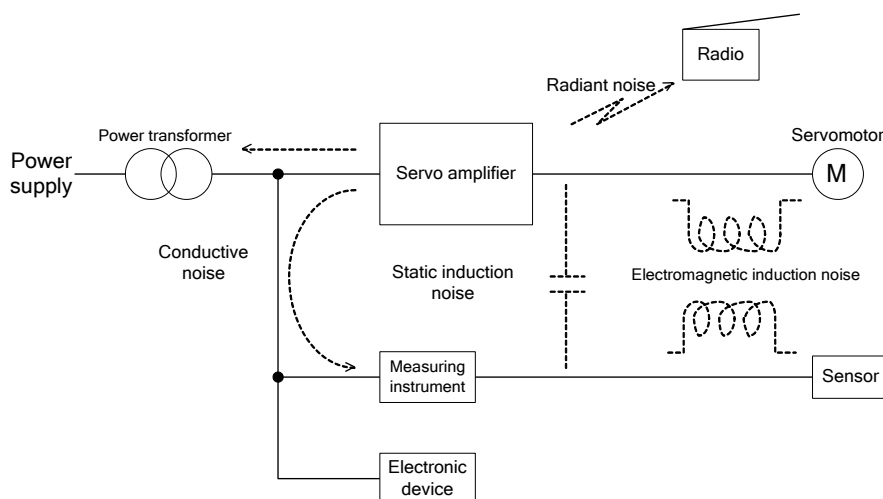 Radio
Radiant noise
Power transformer
Servomotor
Power
supply
Servo amplifier
M
Conductive
noise
Static induction
noise
Electromagnetic induction noise
Measuring
instrument
Sensor
Electronic
device